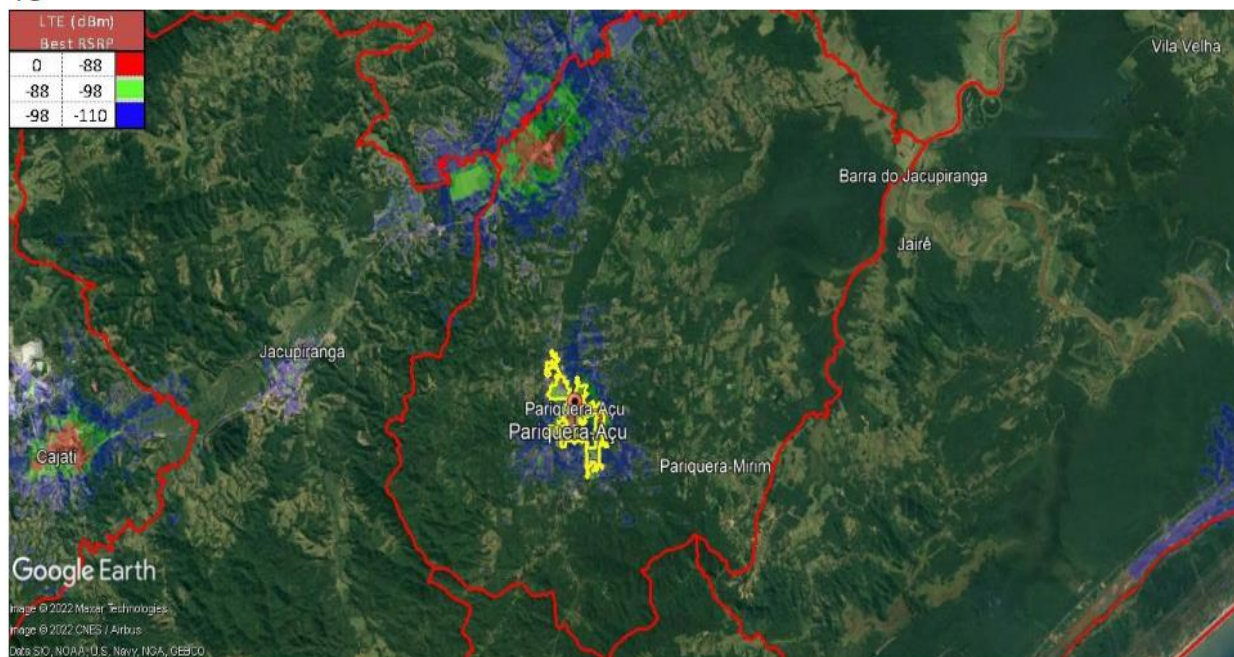 LTE (dBm)
Best RSRP
0 -88
-88 -98
-98 -110
Vila Velha
Barra do Jacupiranga
Jairê
Jacupiranga
Pariquera-Açu
Pariquera-Açu
Cajati
Pariquera-Mirim
Google Earth
Image © 2022 Maxar Technologies
Image © 2022 CNES / Airbus
Data SIO, NOAA, U.S. Navy, NGA, GEBCO